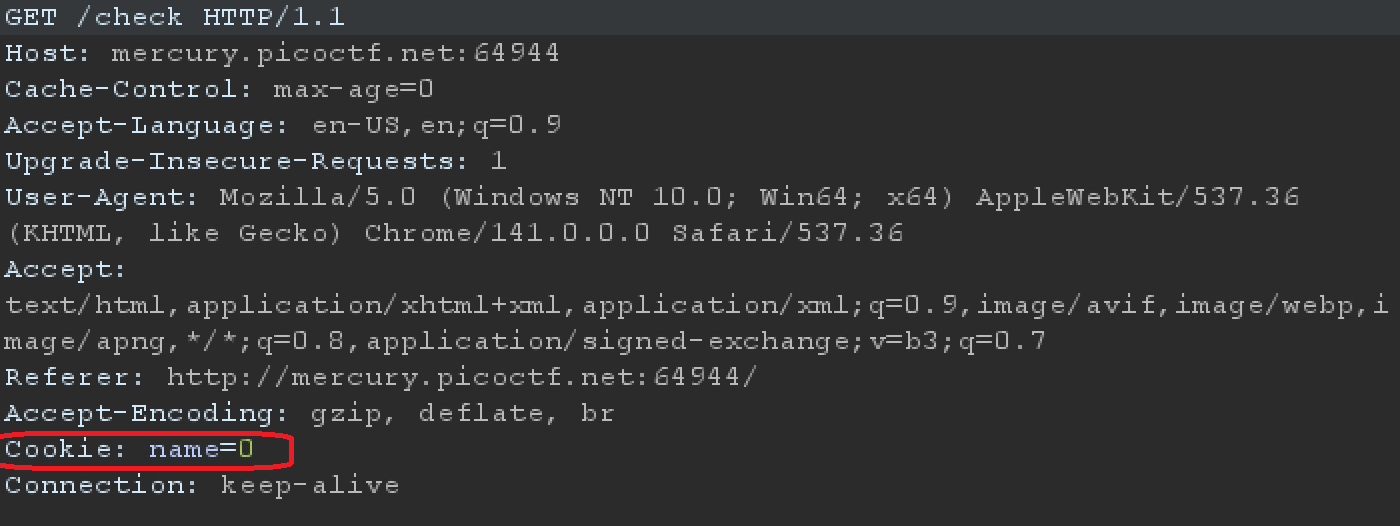 GET /check HTTP/1.1
Host: mercury.picoctf.net:64944
Cache-Control: max-age=0
Accept-Language: en-US,en;q=0.9
Upgrade-Insecure-Requests: 1
User-Agent: Mozilla/5.0 (Windows NT 10.0; Win64; x64) AppleWebKit/537.36
(KHTML, like Gecko) Chrome/141.0.0.0 Safari/537.36
Accept:
text/html,application/xhtml+xml,application/xml;q=0.9,image/avif,image/webp,i
mage/apng,*/*;q=0.8,application/signed-exchange;v=b3;q=0.7
Referer: http://mercury.picoctf.net:64944/
Accept-Encoding: gzip, deflate, br
Cookie: name=0
Connection: keep-alive